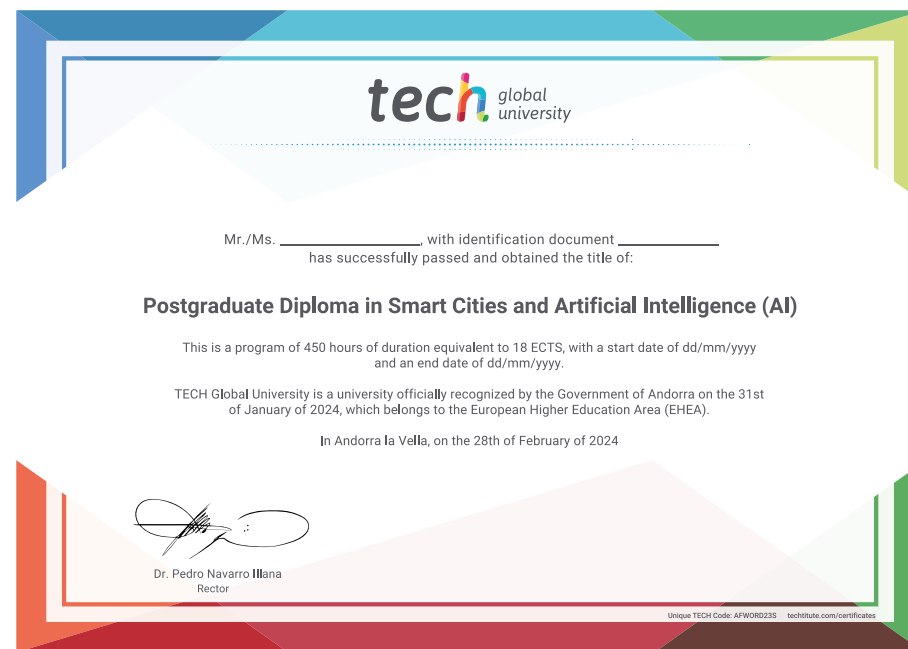 tech global
university
Mr./Ms. ____________________, with identification document ______________
has successfully passed and obtained the title of:
Postgraduate Diploma in Smart Cities and Artificial Intelligence (AI)
This is a program of 450 hours of duration equivalent to 18 ECTS, with a start date of dd/mm/yyyy
and an end date of dd/mm/yyyy.
TECH Global University is a university officially recognized by the Government of Andorra on the 31st
of January of 2024, which belongs to the European Higher Education Area (EHEA).
In Andorra la Vella, on the 28th of February of 2024
Dr. Pedro Navarro Illana
Rector
Unique TECH Code: AFWORD23S techtitute.com/certificates